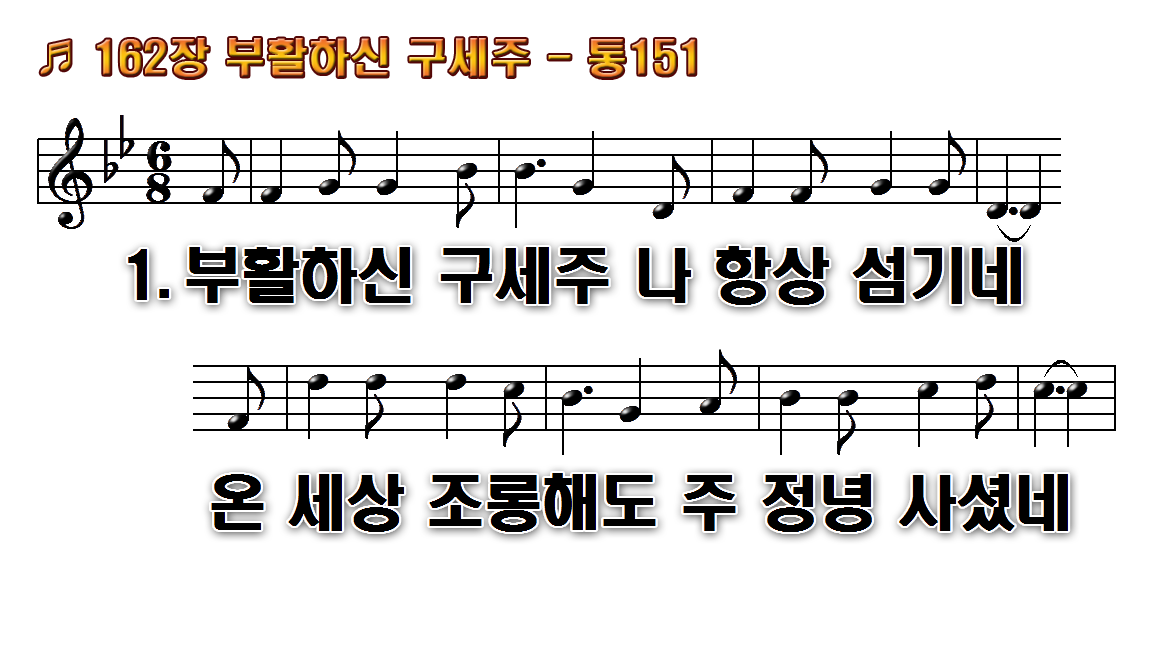 ♬ 162장 부활하신 구세주 - 통151
6
8
1. 부활하신 구세주 나 항상 섬기네
온 세상 조롱해도 주 정녕 사셨네